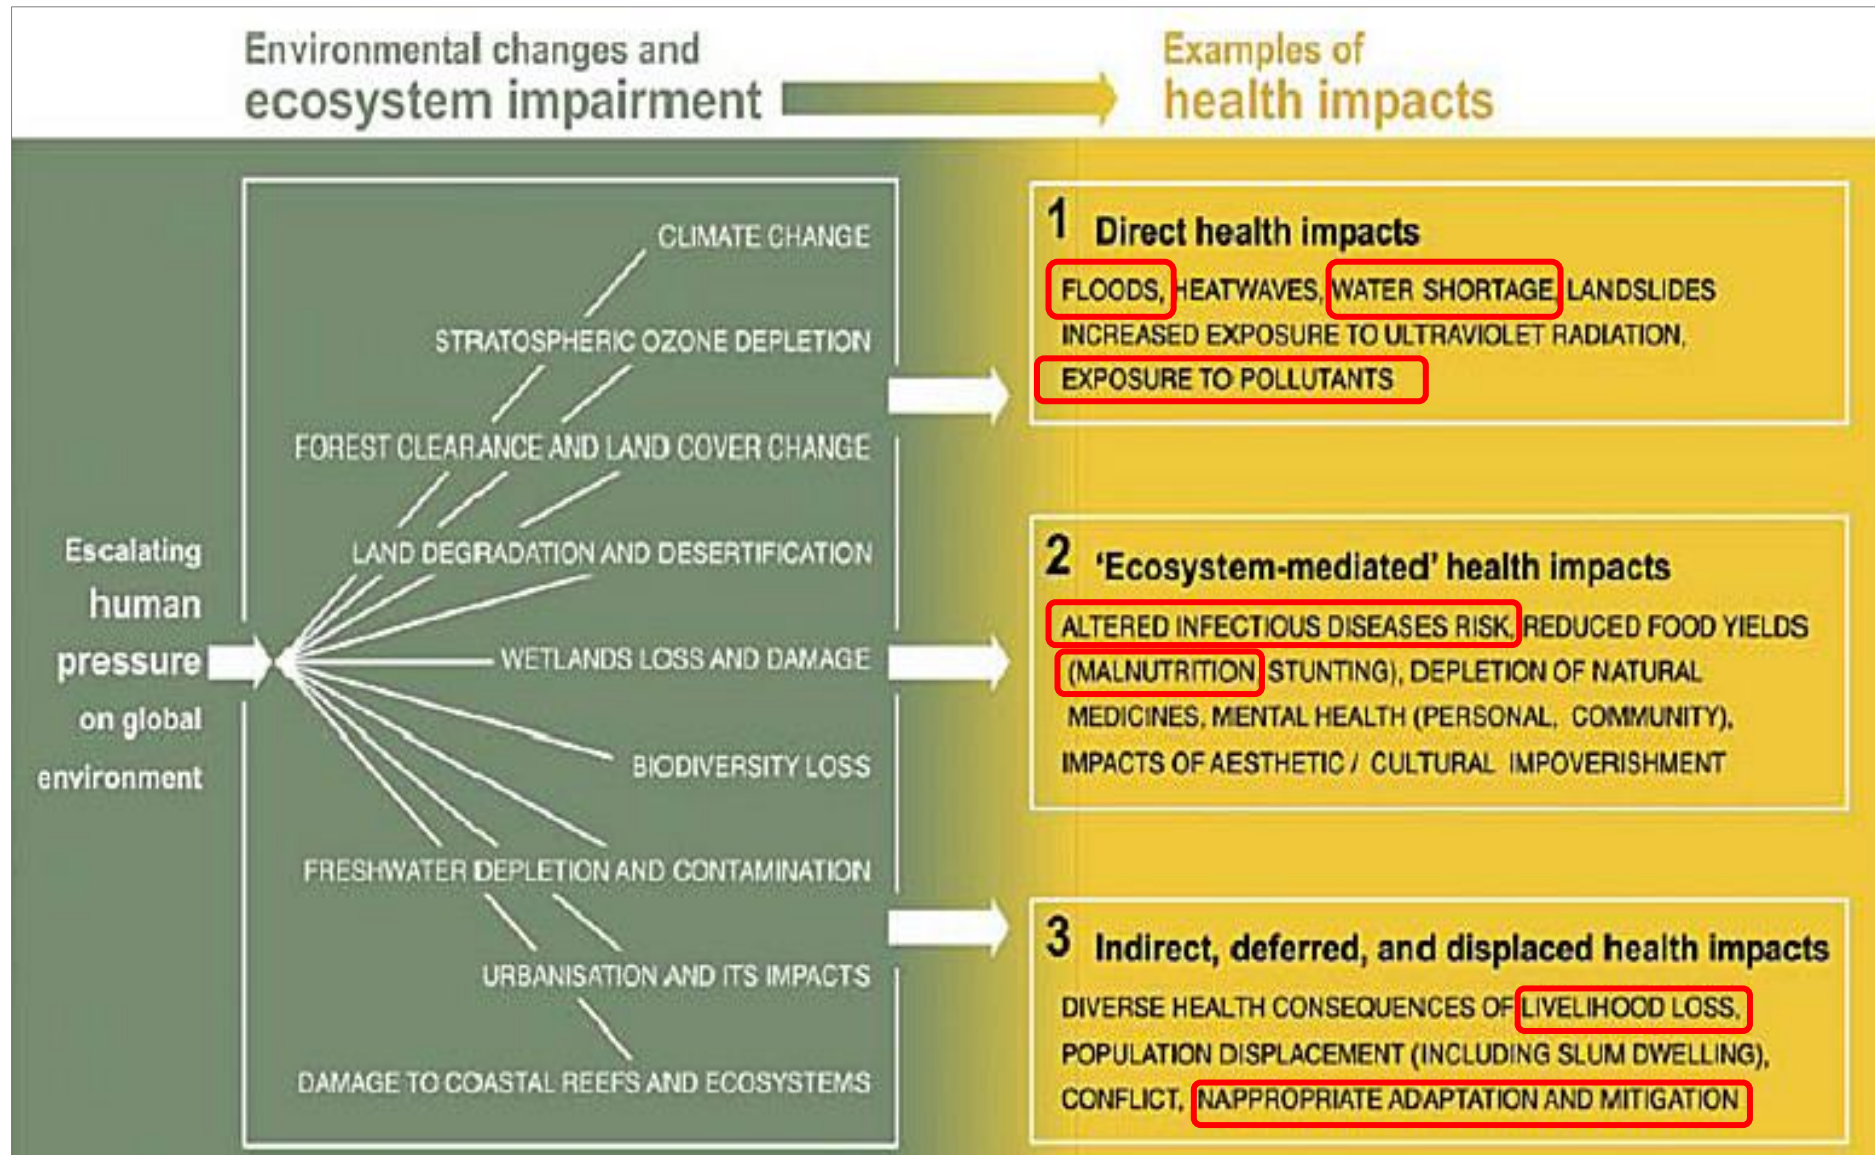 Environmental changes and
ecosystem impairment
Examples of
health impacts
Escalating
human
pressure
on global
environment
CLIMATE CHANGE
STRATOSPHERIC OZONE DEPLETION
FOREST CLEARANCE AND LAND COVER CHANGE
LAND DEGRADATION AND DESERTIFICATION
WETLANDS LOSS AND DAMAGE
BIODIVERSITY LOSS
FRESHWATER DEPLETION AND CONTAMINATION
URBANISATION AND ITS IMPACTS
DAMAGE TO COASTAL REEFS AND ECOSYSTEMS
1 Direct health impacts
FLOODS, HEATWAVES, WATER SHORTAGE, LANDSLIDES
INCREASED EXPOSURE TO ULTRAVIOLET RADIATION,
EXPOSURE TO POLLUTANTS
2 ‘Ecosystem-mediated’ health impacts
ALTERED INFECTIOUS DISEASES RISK, REDUCED FOOD YIELDS
(MALNUTRITION STUNTING), DEPLETION OF NATURAL
MEDICINES, MENTAL HEALTH (PERSONAL, COMMUNITY),
IMPACTS OF AESTHETIC / CULTURAL IMPOVERISHMENT
3 Indirect, deferred, and displaced health impacts
DIVERSE HEALTH CONSEQUENCES OF LIVELIHOOD LOSS,
POPULATION DISPLACEMENT (INCLUDING SLUM DWELLING),
CONFLICT, NAPPROPRIATE ADAPTATION AND MITIGATION